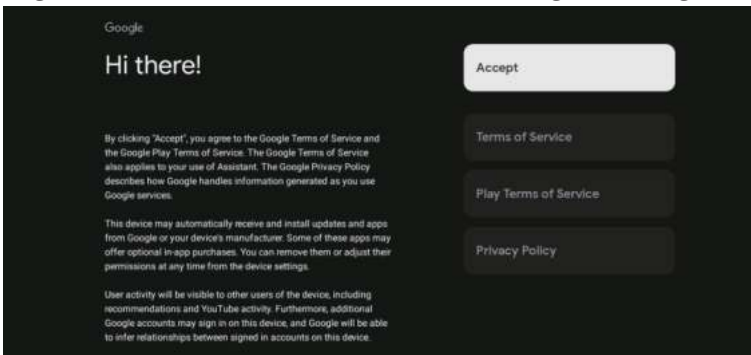 Google
Hi there!
By clicking "Accept", you agree to the Google Terms of Service and
the Google Play Terms of Service. The Google Terms of Service
also applies to your use of Assistant. The Google Privacy Policy
describes how Google handles information generated as you use
Google services.
This device may automatically receive and install updates and apps
from Google or your device's manufacturer. Some of these apps may
offer optional in-app purchases. You can remove them or adjust their
permissions at any time from the device settings.
User activity will be visible to other users of the device, including
recommendations and YouTube activity. Furthermore, additional
Google accounts may sign in on this device, and Google will be able
to infer relationships between signed in accounts on this device.
Accept
Terms of Service
Play Terms of Service
Privacy Policy